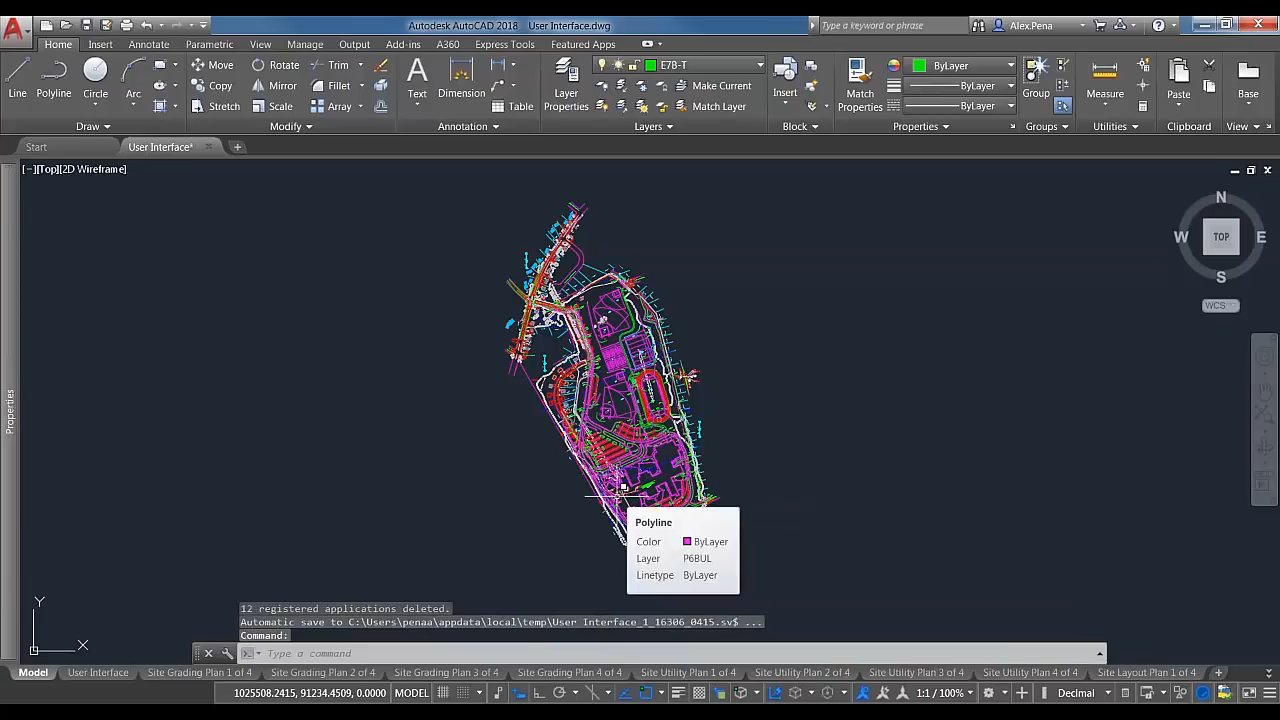 Autodesk AutoCAD 2018 User Interface.dwg
Type a keyword or phrase
Alex.Pena
Home Insert Annotate Parametric View Manage Output Add-ins A360 Express Tools Featured Apps
Line Polyline Circle Arc
Move Rotate Trim
Copy Mirror Fillet
Stretch Scale Array
Text Dimension
Table
Layer Properties
E7B-T
Make Current
Match Layer
Insert
Match Properties
ByLayer
ByLayer
ByLayer
Group
Measure
Paste
Base
Draw Modify Annotation Layers Block Properties Groups Utilities Clipboard View
Start User Interface*
[−][Top][2D Wireframe]
N
W TOP E
S
WCS
Properties
Polyline
Color ByLayer
Layer P6BUL
Linetype ByLayer
Y
X
12 registered applications deleted.
Automatic save to C:\Users\penaa\appdata\local\temp\User Interface_1_16306_0415.sv$ ...
Command:
Type a command
Model User Interface Site Grading Plan 1 of 4 Site Grading Plan 2 of 4 Site Grading Plan 3 of 4 Site Grading Plan 4 of 4 Site Utility Plan 1 of 4 Site Utility Plan 2 of 4 Site Utility Plan 3 of 4 Site Utility Plan 4 of 4 Site Layout Plan 1 of 4
1025508.2415, 91234.4509, 0.0000 MODEL 1:1 / 100% Decimal